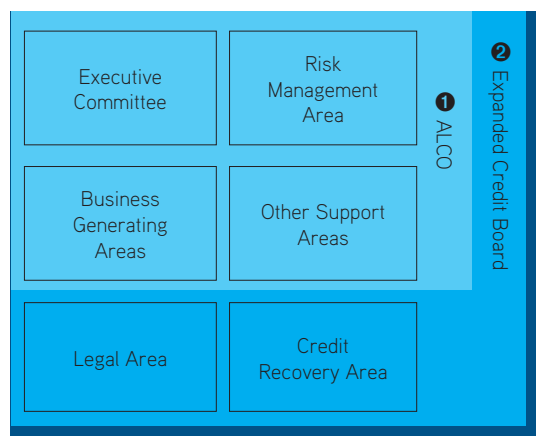 Executive
Committee
Risk
Management
Area
❶ ALCO
❷ Expanded Credit Board
Business
Generating
Areas
Other Support
Areas
Legal Area
Credit
Recovery Area